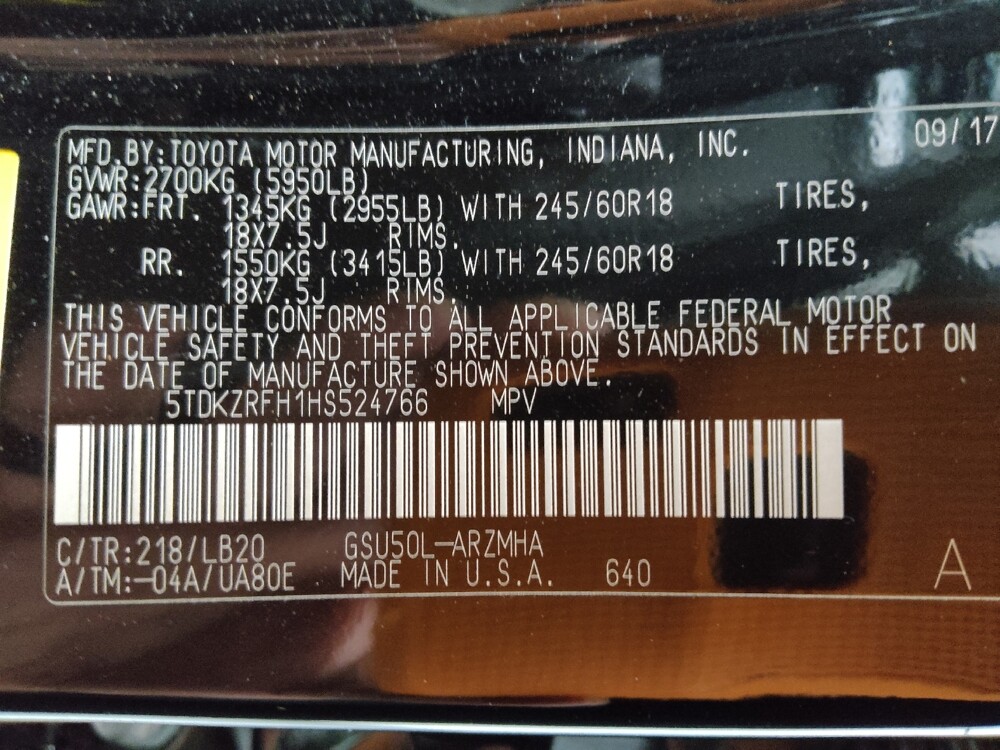 09/17
MFD.BY:TOYOTA MOTOR MANUFACTURING, INDIANA, INC.
GVWR:2700KG (5950LB)
GAWR:FRT. 1345KG (2955LB) WITH 245/60R18 TIRES,
18X7.5J RIMS.
RR. 1550KG (3415LB) WITH 245/60R18 TIRES,
18X7.5J RIMS.
THIS VEHICLE CONFORMS TO ALL APPLICABLE FEDERAL MOTOR
VEHICLE SAFETY AND THEFT PREVENTION STANDARDS IN EFFECT ON
THE DATE OF MANUFACTURE SHOWN ABOVE.
5TDKZRFH1HS524766 MPV
C/TR:218/LB20 GSU50L-ARZMHA
A/TM:-04A/UA80E MADE IN U.S.A. 640 A